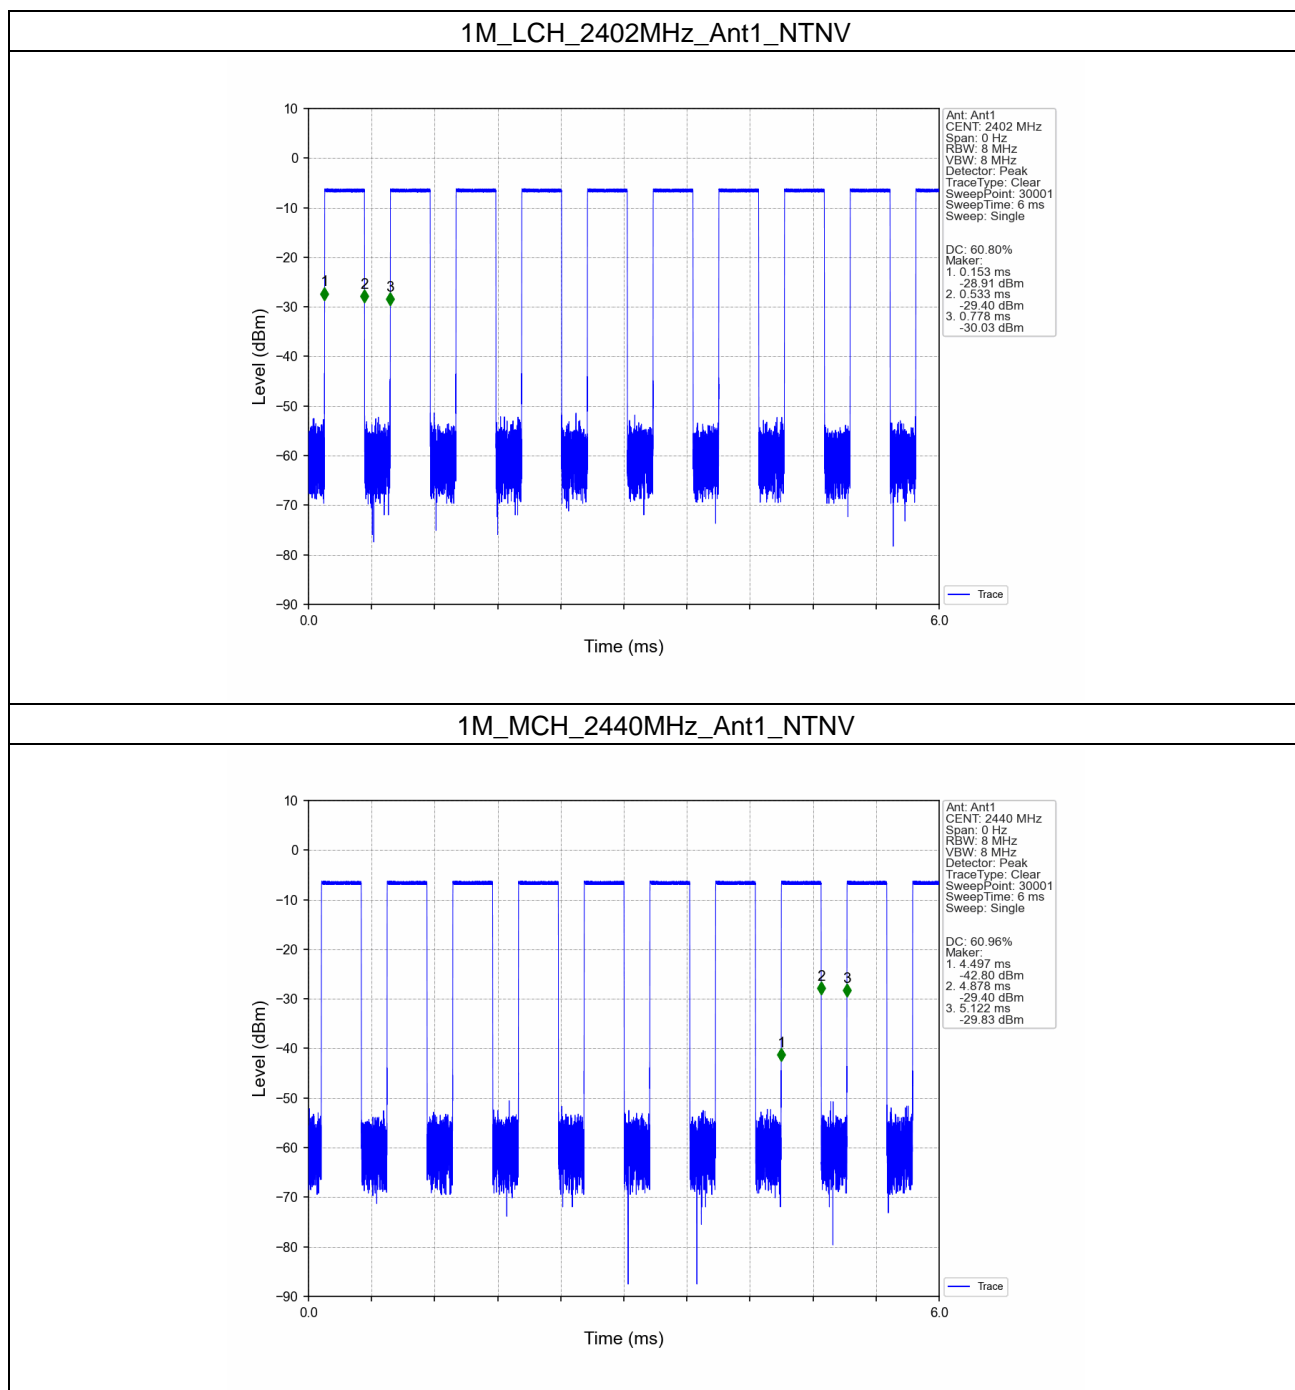 1M_LCH_2402MHz_Ant1_NTNV
10
0
−10
−20
−30
−40
−50
−60
−70
−80
−90
Level (dBm)
1
2
3
0.0
6.0
Time (ms)
Ant: Ant1
CENT: 2402 MHz
Span: 0 Hz
RBW: 8 MHz
VBW: 8 MHz
Detector: Peak
TraceType: Clear
SweepPoint: 30001
SweepTime: 6 ms
Sweep: Single
DC: 60.80%
Maker:
1. 0.153 ms
-28.91 dBm
2. 0.533 ms
-29.40 dBm
3. 0.778 ms
-30.03 dBm
Trace
1M_MCH_2440MHz_Ant1_NTNV
10
0
−10
−20
−30
−40
−50
−60
−70
−80
−90
Level (dBm)
1
2
3
0.0
6.0
Time (ms)
Ant: Ant1
CENT: 2440 MHz
Span: 0 Hz
RBW: 8 MHz
VBW: 8 MHz
Detector: Peak
TraceType: Clear
SweepPoint: 30001
SweepTime: 6 ms
Sweep: Single
DC: 60.96%
Maker:
1. 4.497 ms
-42.80 dBm
2. 4.878 ms
-29.40 dBm
3. 5.122 ms
-29.83 dBm
Trace